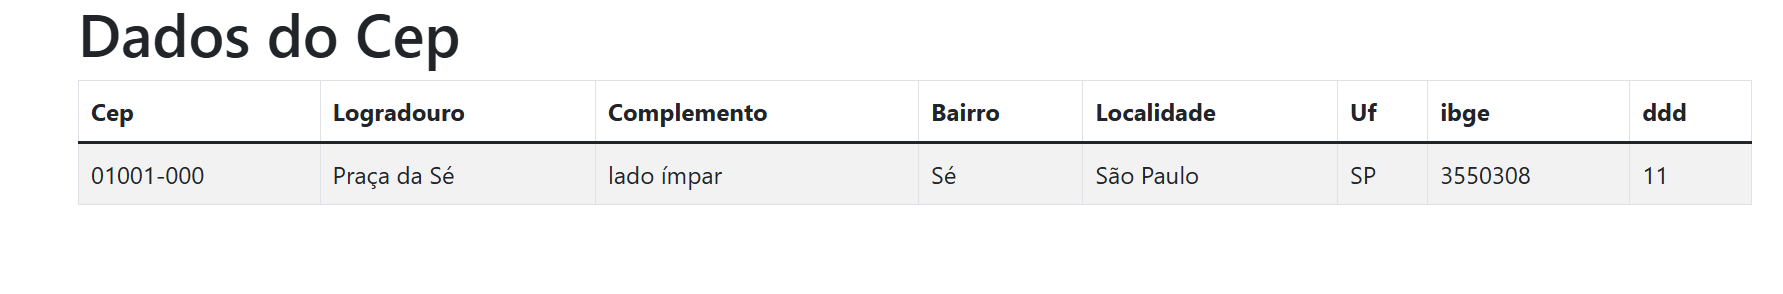 Dados do Cep
Cep Logradouro Complemento Bairro Localidade Uf ibge ddd
01001-000 Praça da Sé lado ímpar Sé São Paulo SP 3550308 11